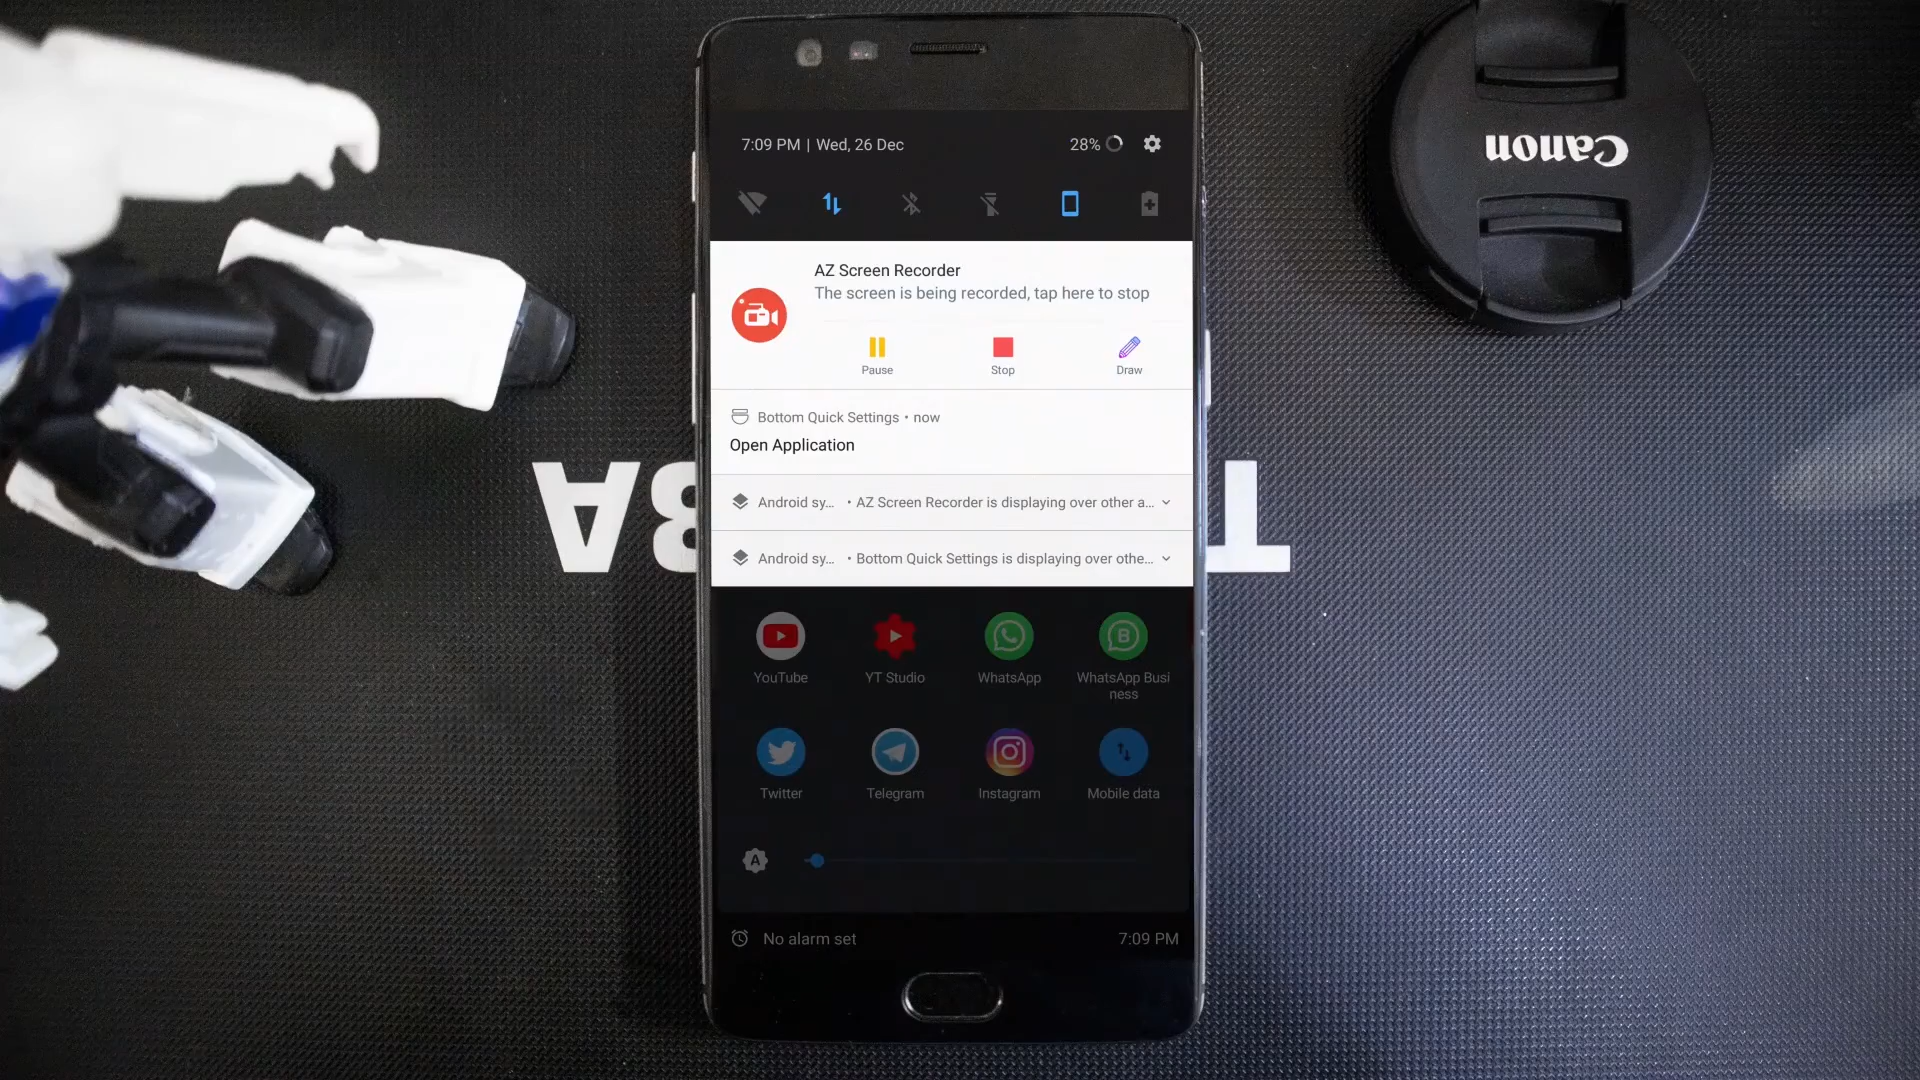 7:09 PM | Wed, 26 Dec
28%
AZ Screen Recorder
The screen is being recorded, tap here to stop
Pause
Stop
Draw
Bottom Quick Settings • now
Open Application
Android sy... • AZ Screen Recorder is displaying over other a...
Android sy... • Bottom Quick Settings is displaying over othe...
YouTube
YT Studio
WhatsApp
WhatsApp Busi
ness
Twitter
Telegram
Instagram
Mobile data
A
No alarm set
7:09 PM
Canon